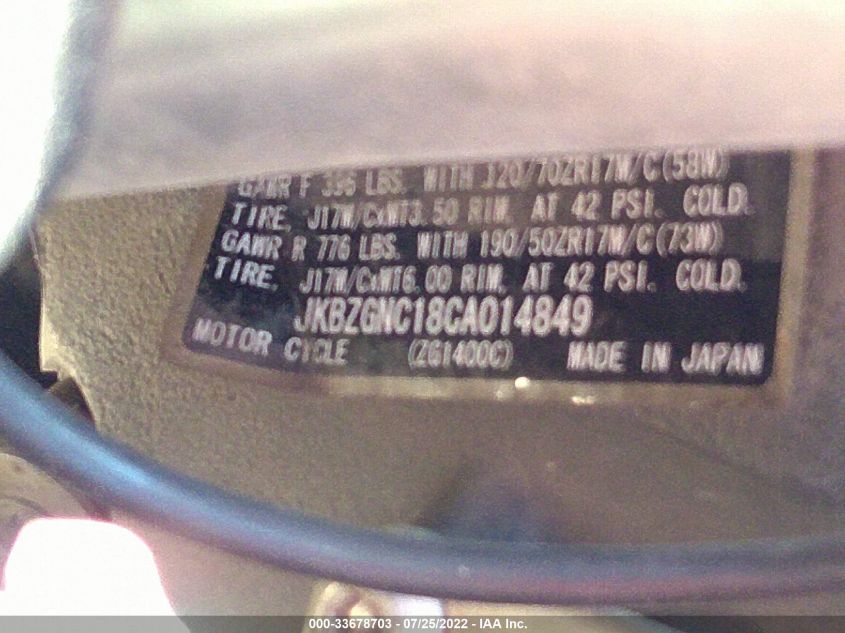 GAWR F 396 LBS. WITH 120/70ZR17M/C(58W)
TIRE, J17M/CxMT3.50 RIM, AT 42 PSI. COLD.
GAWR R 776 LBS. WITH 190/50ZR17M/C(73W)
TIRE, J17M/CxMT6.00 RIM, AT 42 PSI. COLD.
JKBZGNC18CA014849
MOTOR CYCLE (ZG1400C) MADE IN JAPAN
000-33678703 - 07/25/2022 - IAA Inc.